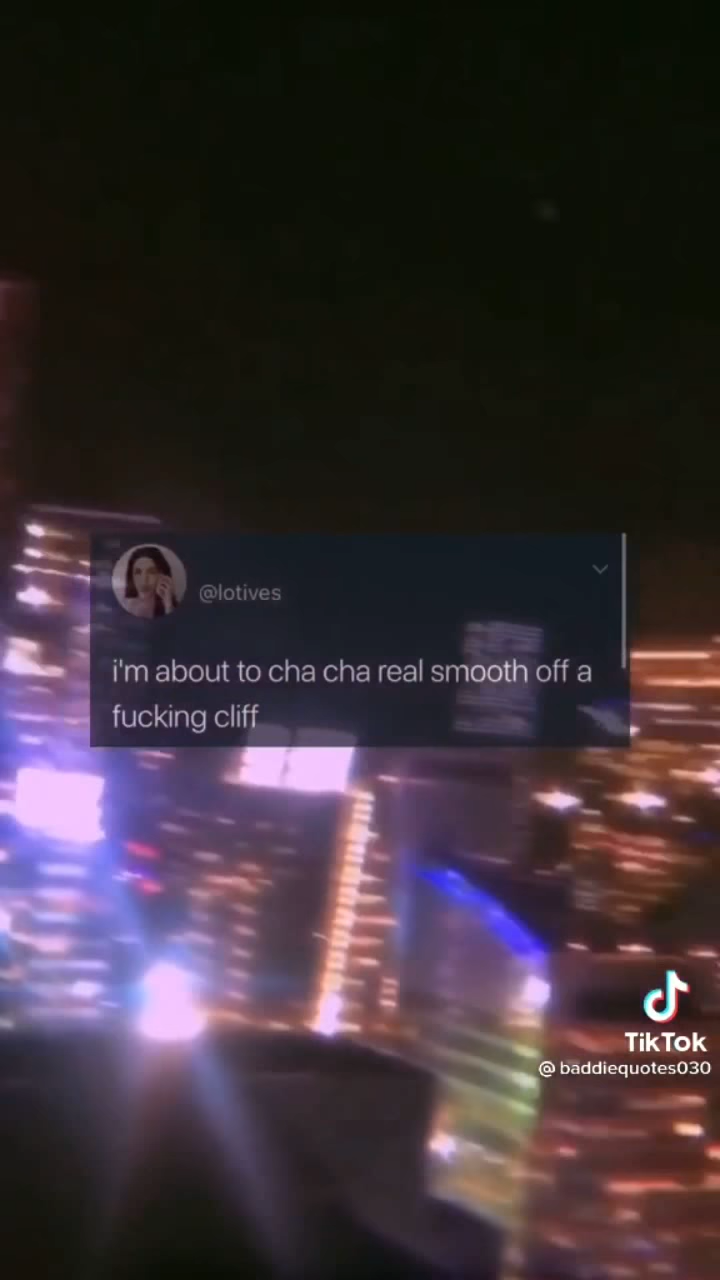 @lotives
i'm about to cha cha real smooth off a
fucking cliff
TikTok
@ baddiequotes030